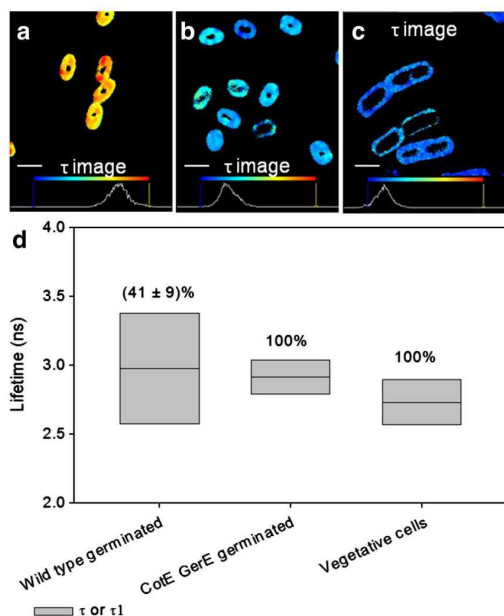 a
b
c
τ image
τ image
τ image
d
4.0
3.5
3.0
2.5
2.0
Lifetime (ns)
(41 ± 9)%
100%
100%
Wild type germinated
CotE GerE germinated
Vegetative cells
τ or τ1